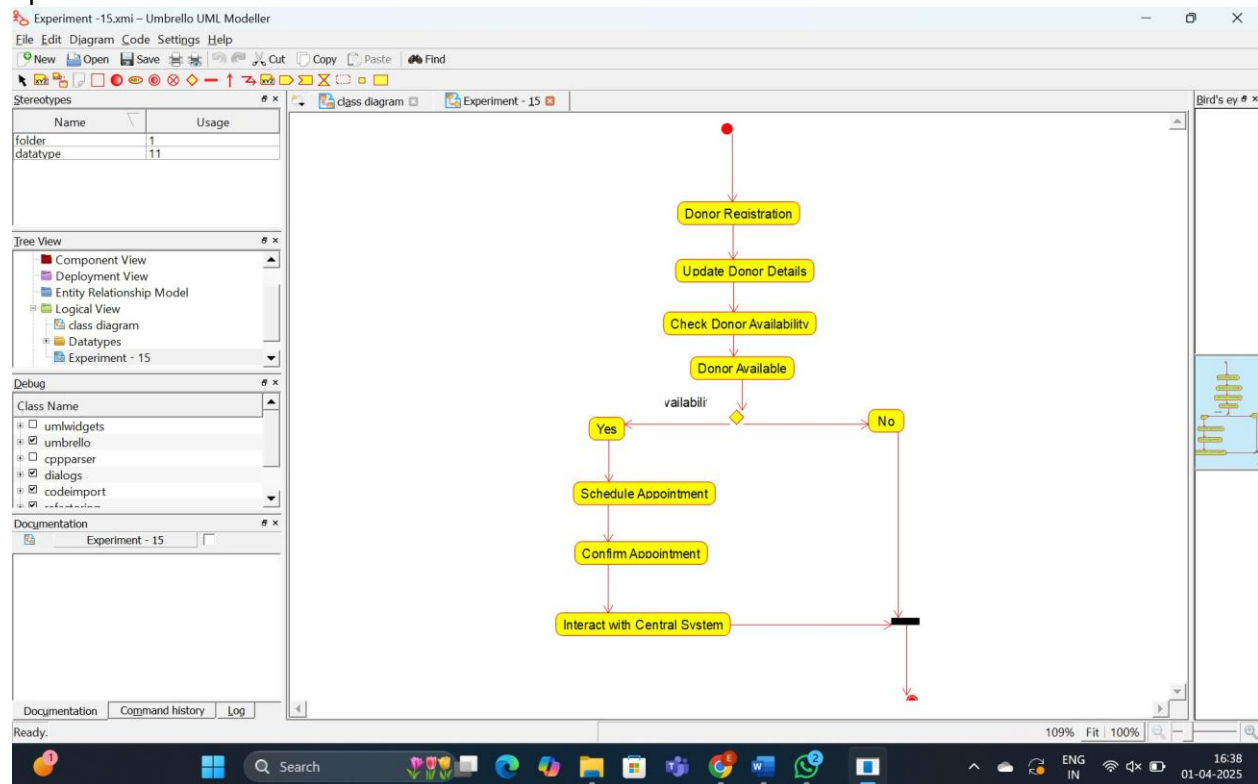 Experiment -15.xmi – Umbrello UML Modeller
File Edit Diagram Code Settings Help
New Open Save Cut Copy Paste Find
Stereotypes
Name Usage
folder 1
datatype 11
class diagram Experiment - 15
Bird's ey
Tree View
Component View
Deployment View
Entity Relationship Model
Logical View
class diagram
Datatypes
Experiment - 15
Debug
Class Name
umlwidgets
umbrello
cppparser
dialogs
codeimport
refactoring
Documentation
Experiment - 15
Documentation Command history Log
Ready.
Donor Registration
Update Donor Details
Check Donor Availability
Donor Available
vailabili
Yes
No
Schedule Appointment
Confirm Appointment
Interact with Central System
109% Fit 100%
1
Search
2
ENG
IN
16:38
01-04-2025